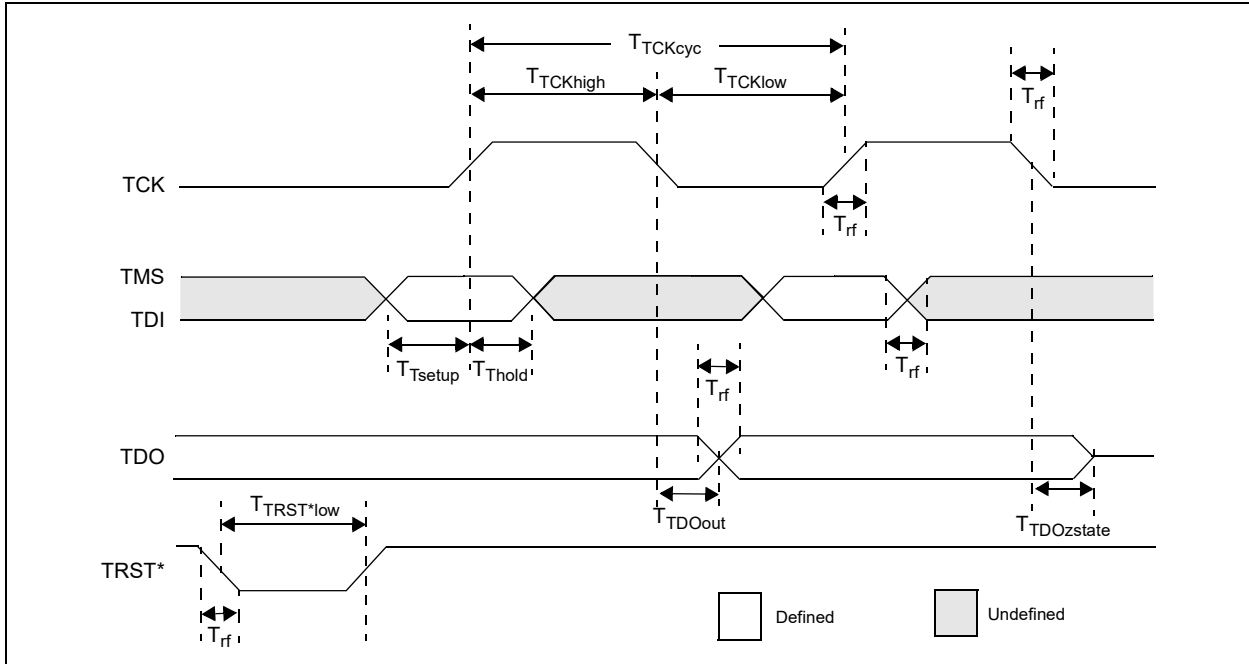 TTCKcyc
TTCKhigh
TTCKlow
Trf
TCK
Trf
TMS
TDI
TTsetup
TThold
Trf
Trf
TDO
TTRST*low
TTDOout
TTDOzstate
TRST*
Trf
Defined
Undefined